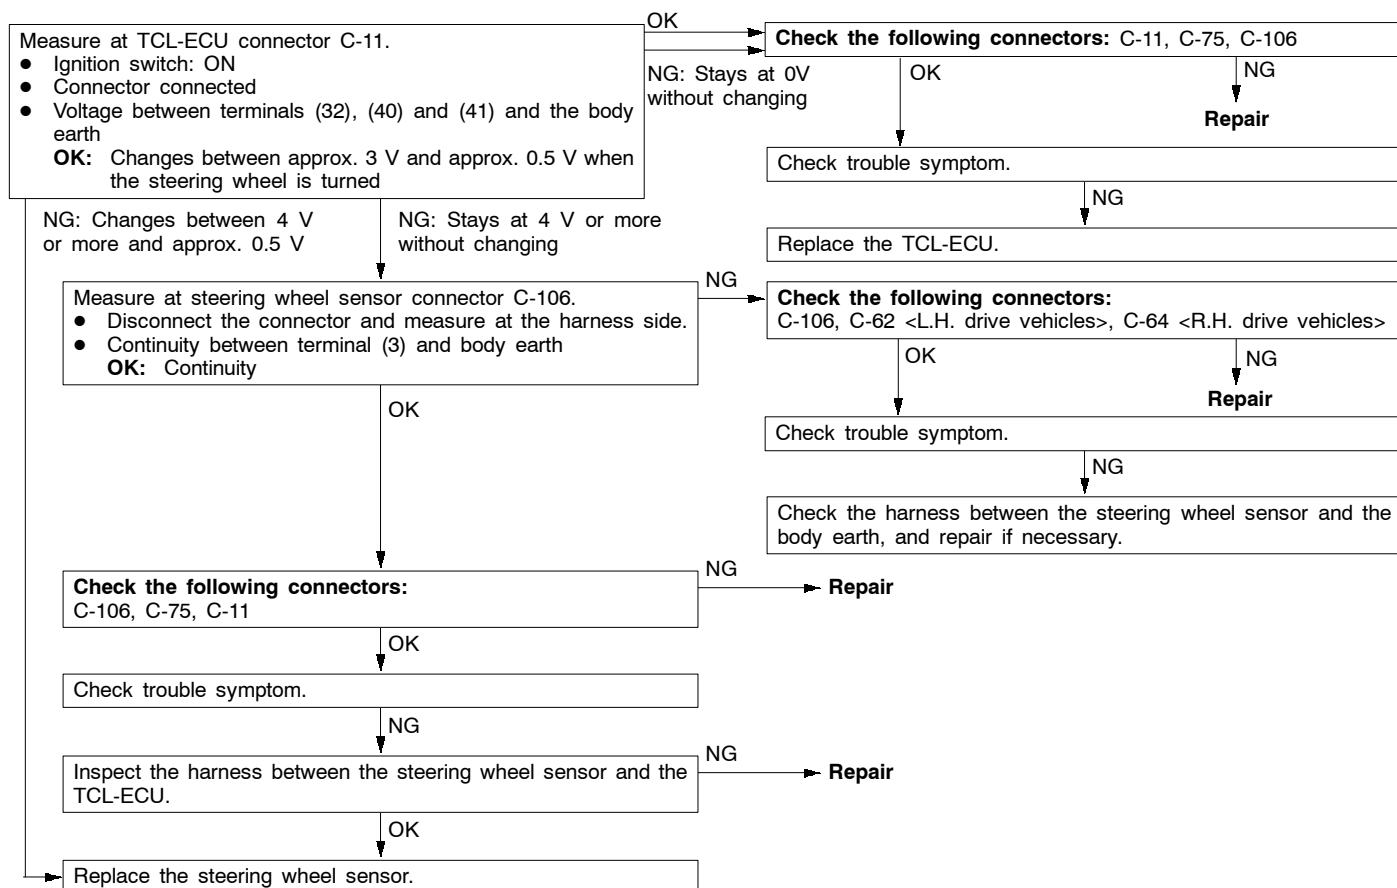 Measure at TCL-ECU connector C-11.
● Ignition switch: ON
● Connector connected
● Voltage between terminals (32), (40) and (41) and the body
earth
OK: Changes between approx. 3 V and approx. 0.5 V when
the steering wheel is turned
OK
NG: Stays at 0V
without changing
Check the following connectors: C-11, C-75, C-106
OK
NG
Repair
Check trouble symptom.
NG
Replace the TCL-ECU.
NG: Changes between 4 V
or more and approx. 0.5 V
NG: Stays at 4 V or more
without changing
Measure at steering wheel sensor connector C-106.
● Disconnect the connector and measure at the harness side.
● Continuity between terminal (3) and body earth
OK: Continuity
NG
Check the following connectors:
C-106, C-62 <L.H. drive vehicles>, C-64 <R.H. drive vehicles>
OK
NG
Repair
Check trouble symptom.
NG
Check the harness between the steering wheel sensor and the
body earth, and repair if necessary.
OK
Check the following connectors:
C-106, C-75, C-11
NG
Repair
OK
Check trouble symptom.
NG
Inspect the harness between the steering wheel sensor and the
TCL-ECU.
NG
Repair
OK
Replace the steering wheel sensor.